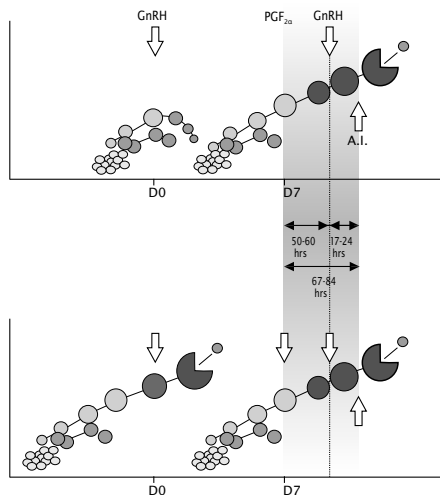 GnRH
PGF2α
GnRH
A.I.
D0
D7
50-60
hrs
17-24
hrs
67-84
hrs
D0
D7